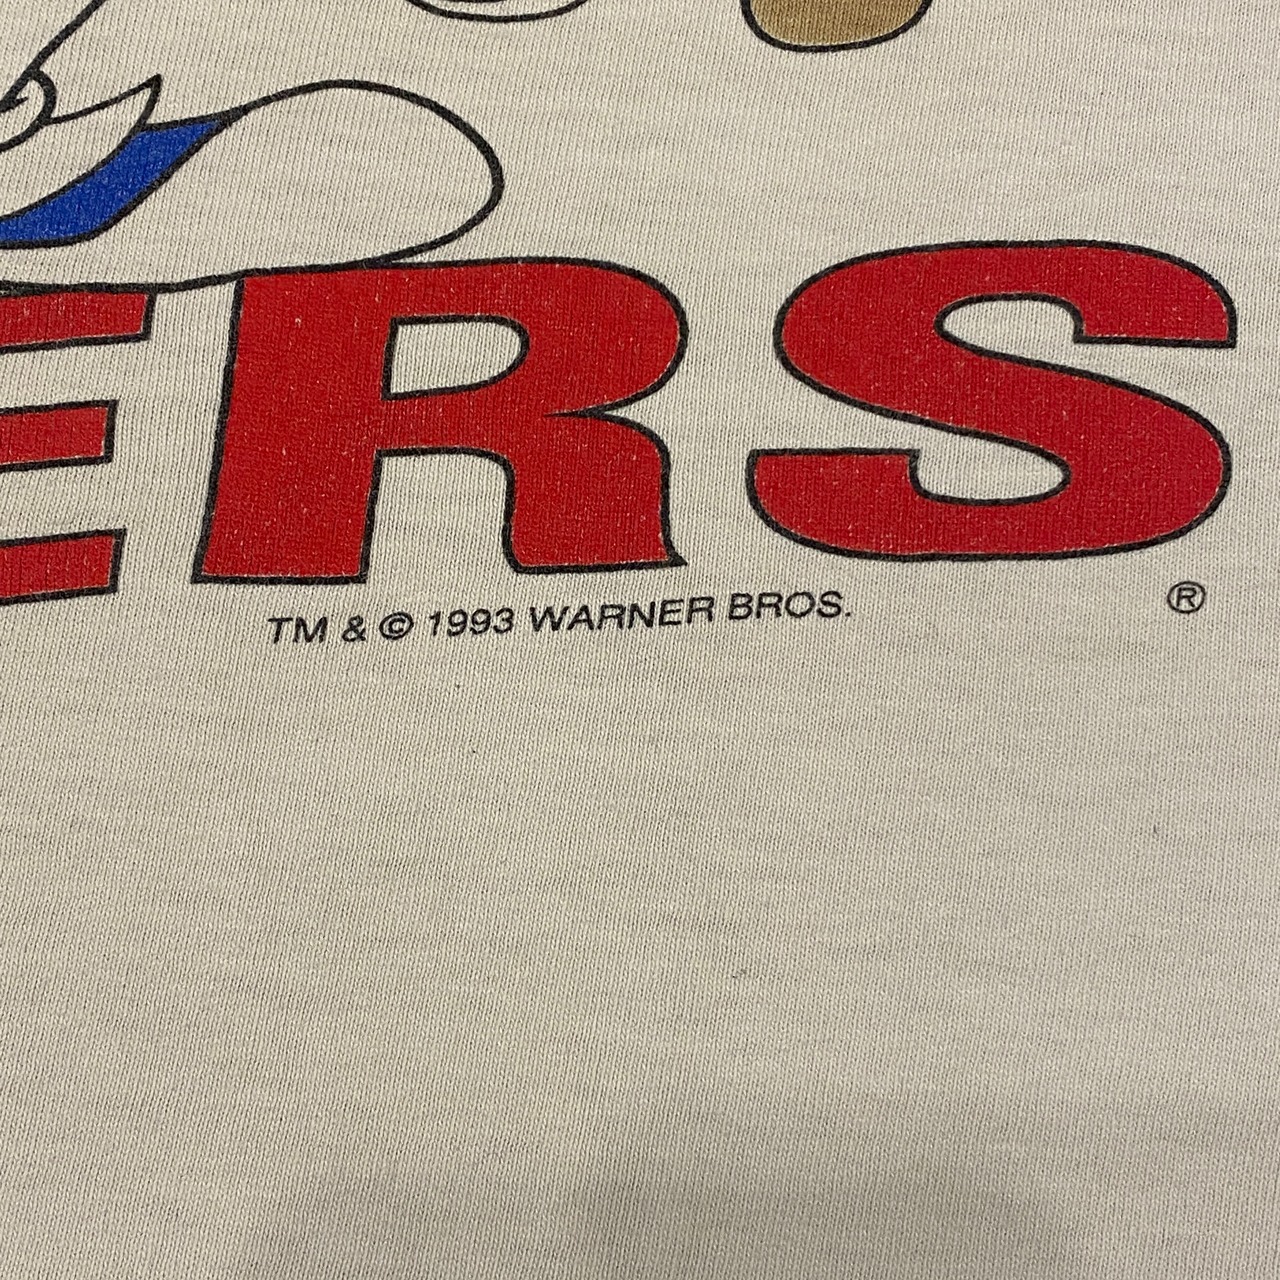 ERS
TM & © 1993 WARNER BROS.
®